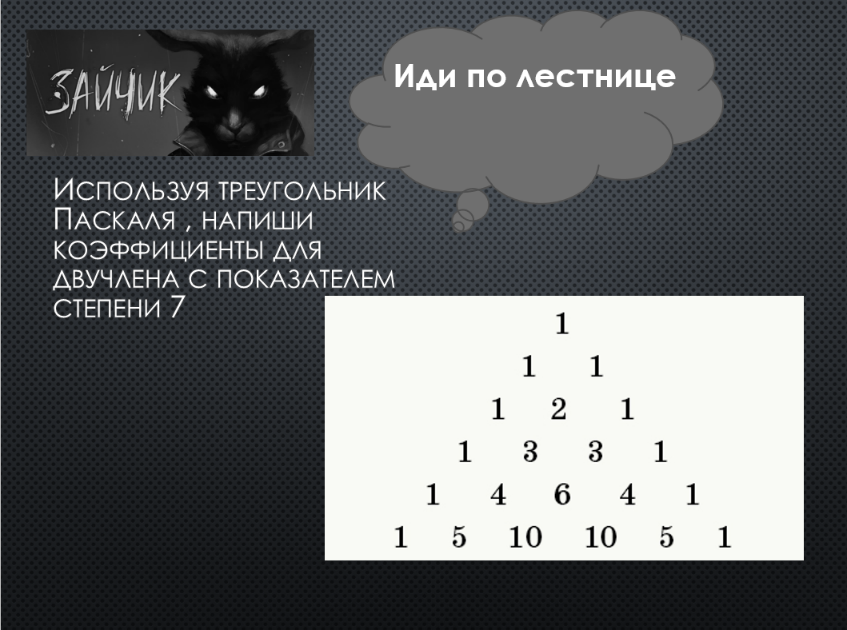 ЗАЙЧИК
Иди по лестнице
Используя треугольник
Паскаля , напиши
коэффициенты для
двучлена с показателем
степени 7
1
1 1
1 2 1
1 3 3 1
1 4 6 4 1
1 5 10 10 5 1